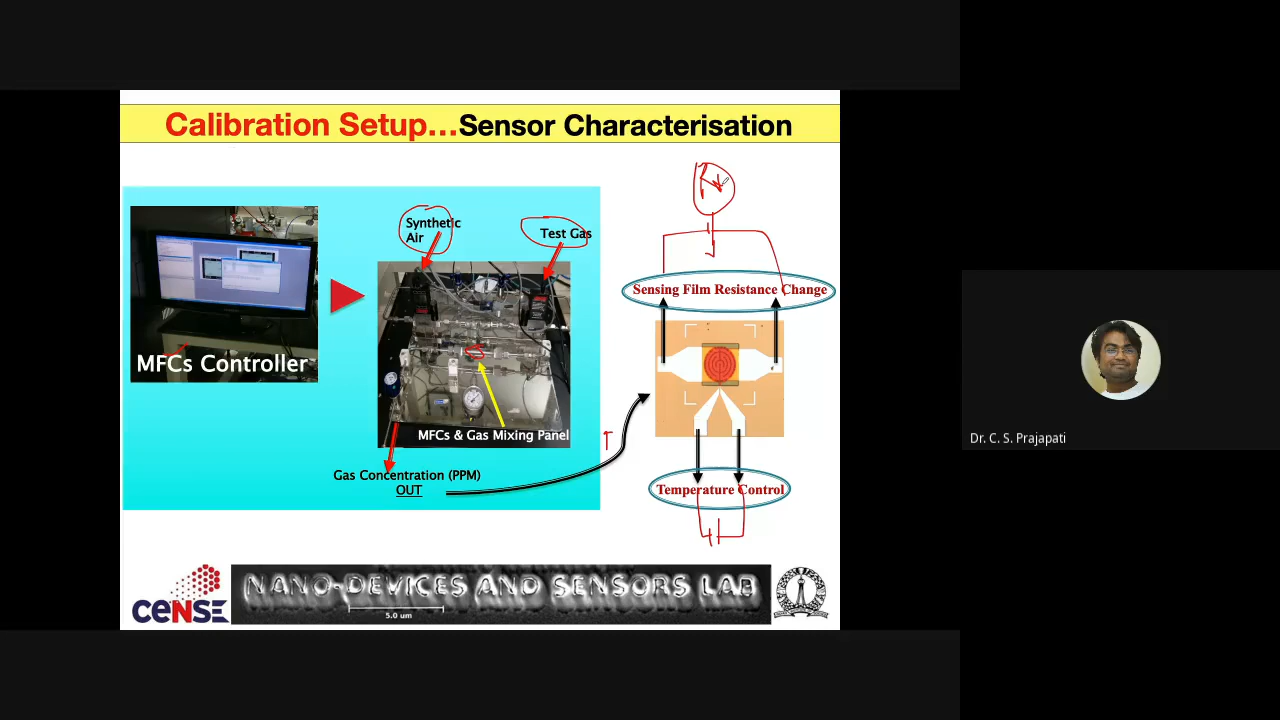 Calibration Setup...Sensor Characterisation
Synthetic
Air
Test Gas
MFCs Controller
MFCs & Gas Mixing Panel
Gas Concentration (PPM)
OUT
Sensing Film Resistance Change
Temperature Control
CeNSE
NANO-DEVICES AND SENSORS LAB
5.0 um
Dr. C. S. Prajapati